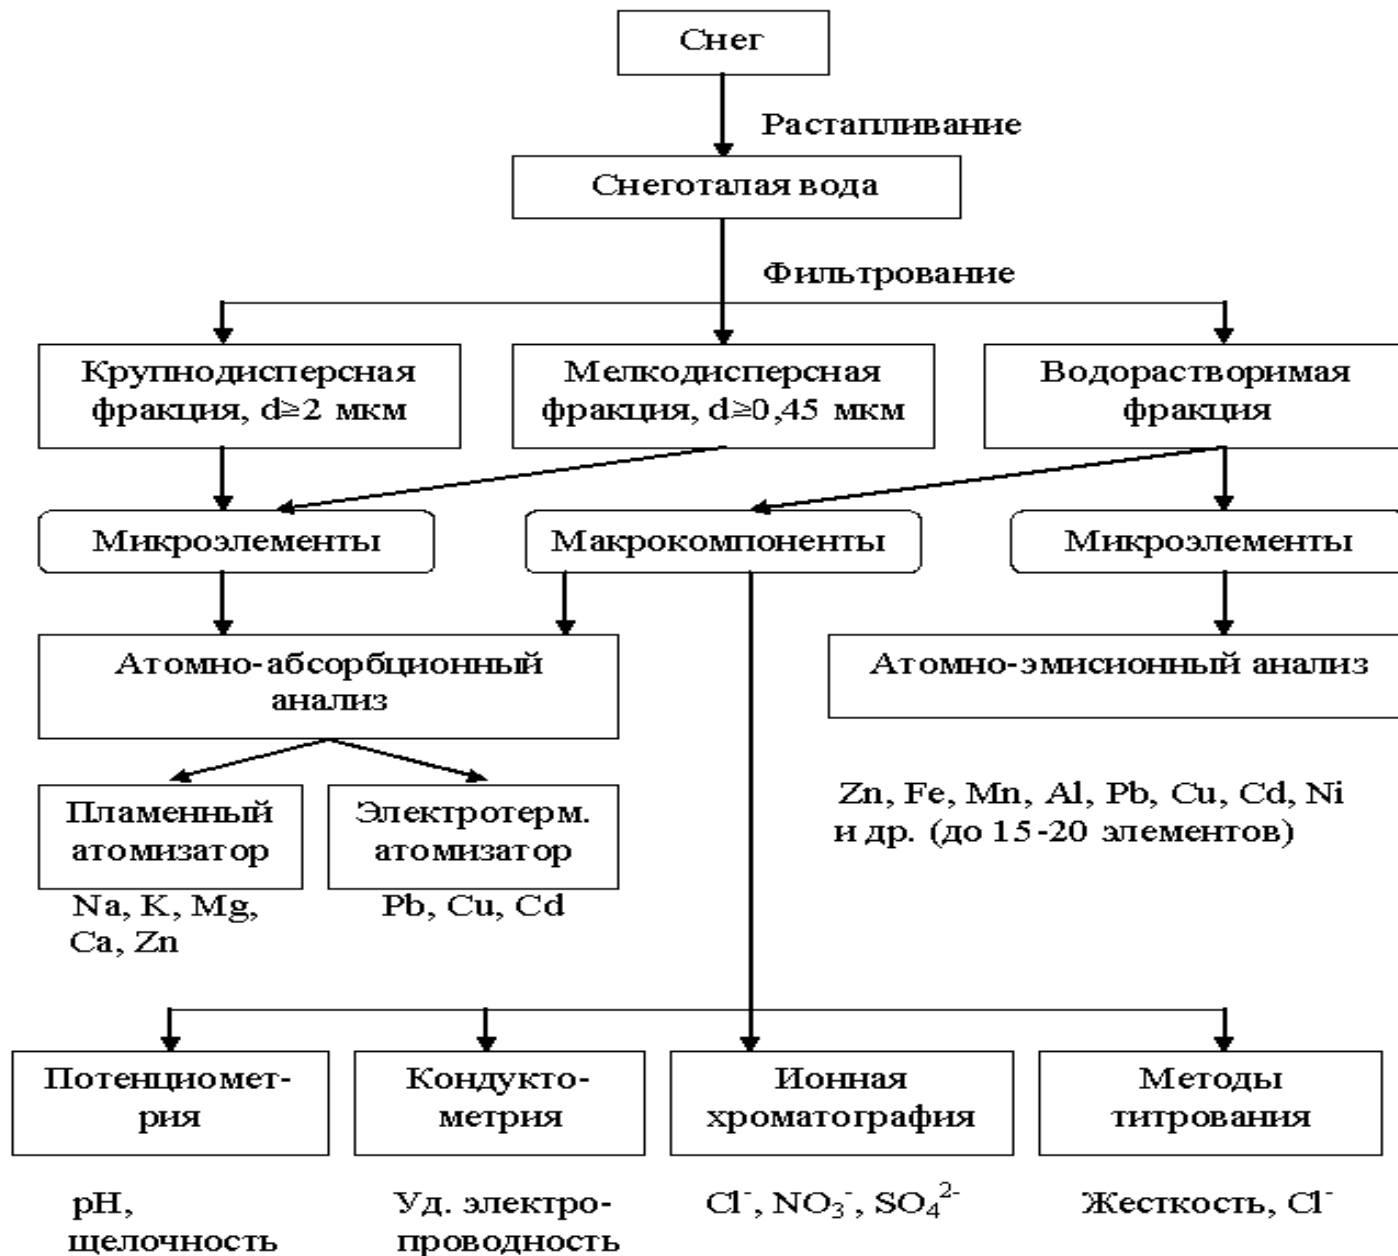 Снег
Растапливание
Снеготалая вода
Фильтрование
Крупнодисперсная
фракция, d≥2 мкм
Мелкодисперсная
фракция, d≥0,45 мкм
Водорастворимая
фракция
Микроэлементы
Макрокомпоненты
Микроэлементы
Атомно-абсорбционный
анализ
Атомно-эмисионный анализ
Пламенный
атомизатор
Электротерм.
атомизатор
Zn, Fe, Mn, Al, Pb, Cu, Cd, Ni
и др. (до 15-20 элементов)
Na, K, Mg,
Ca, Zn
Pb, Cu, Cd
Потенциомет-
рия
Кондукто-
метрия
Ионная
хроматография
Методы
титрования
pH,
щелочность
Уд. электро-
проводность
Cl⁻, NO₃⁻, SO₄²⁻
Жесткость, Cl⁻